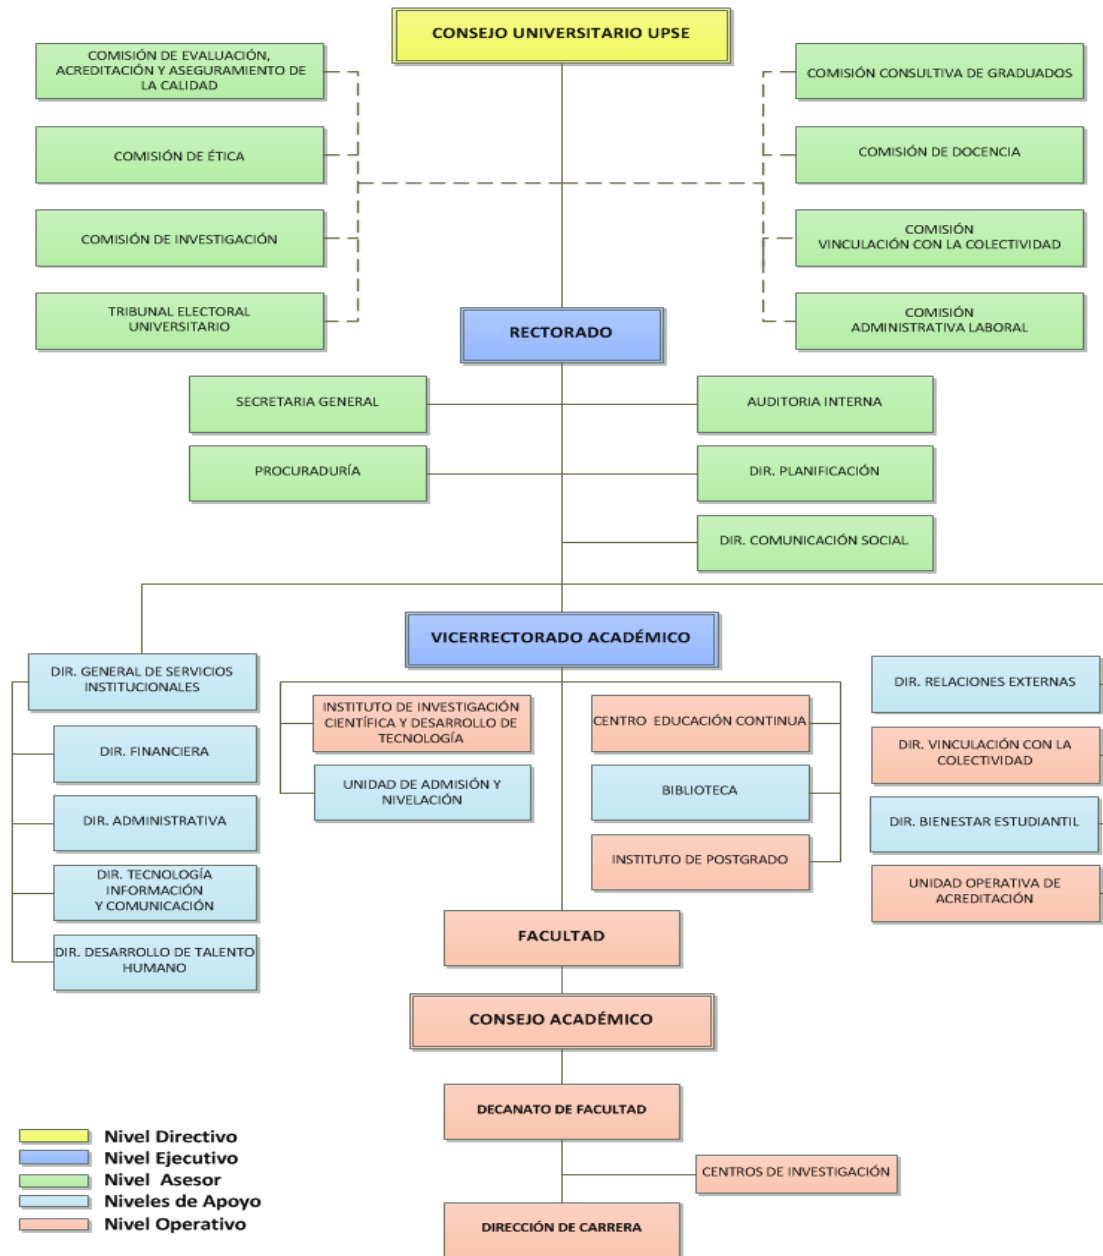 CONSEJO UNIVERSITARIO UPSE
COMISIÓN DE EVALUACIÓN,
ACREDITACIÓN Y ASEGURAMIENTO DE
LA CALIDAD
COMISIÓN CONSULTIVA DE GRADUADOS
COMISIÓN DE ÉTICA
COMISIÓN DE DOCENCIA
COMISIÓN DE INVESTIGACIÓN
COMISIÓN
VINCULACIÓN CON LA COLECTIVIDAD
TRIBUNAL ELECTORAL
UNIVERSITARIO
COMISIÓN
ADMINISTRATIVA LABORAL
RECTORADO
SECRETARIA GENERAL
AUDITORIA INTERNA
PROCURADURÍA
DIR. PLANIFICACIÓN
DIR. COMUNICACIÓN SOCIAL
VICERRECTORADO ACADÉMICO
DIR. GENERAL DE SERVICIOS
INSTITUCIONALES
DIR. FINANCIERA
DIR. ADMINISTRATIVA
DIR. TECNOLOGÍA
INFORMACIÓN
Y COMUNICACIÓN
DIR. DESARROLLO DE TALENTO
HUMANO
INSTITUTO DE INVESTIGACIÓN
CIENTÍFICA Y DESARROLLO DE
TECNOLOGÍA
UNIDAD DE ADMISIÓN Y
NIVELACIÓN
CENTRO EDUCACIÓN CONTINUA
BIBLIOTECA
INSTITUTO DE POSTGRADO
DIR. RELACIONES EXTERNAS
DIR. VINCULACIÓN CON LA
COLECTIVIDAD
DIR. BIENESTAR ESTUDIANTIL
UNIDAD OPERATIVA DE
ACREDITACIÓN
FACULTAD
CONSEJO ACADÉMICO
DECANATO DE FACULTAD
CENTROS DE INVESTIGACIÓN
DIRECCIÓN DE CARRERA
Nivel Directivo
Nivel Ejecutivo
Nivel Asesor
Niveles de Apoyo
Nivel Operativo